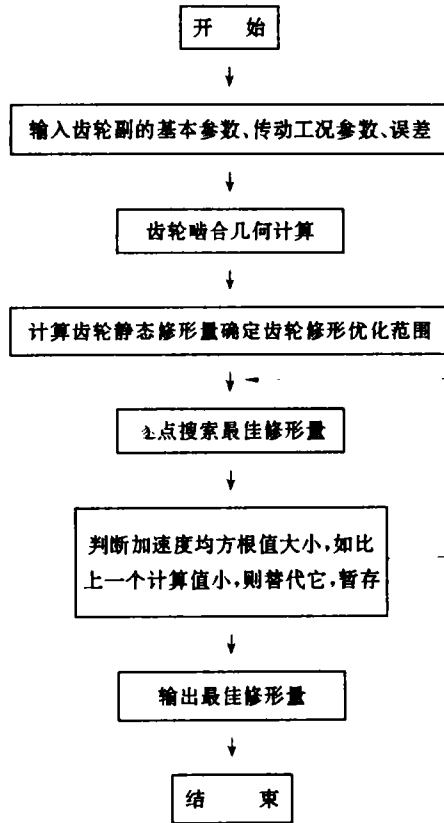 开 始
输入齿轮副的基本参数、传动工况参数、误差
齿轮啮合几何计算
计算齿轮静态修形量确定齿轮修形优化范围
点搜索最佳修形量
判断加速度均方根值大小,如比
上一个计算值小,则替代它,暂存
输出最佳修形量
结 束